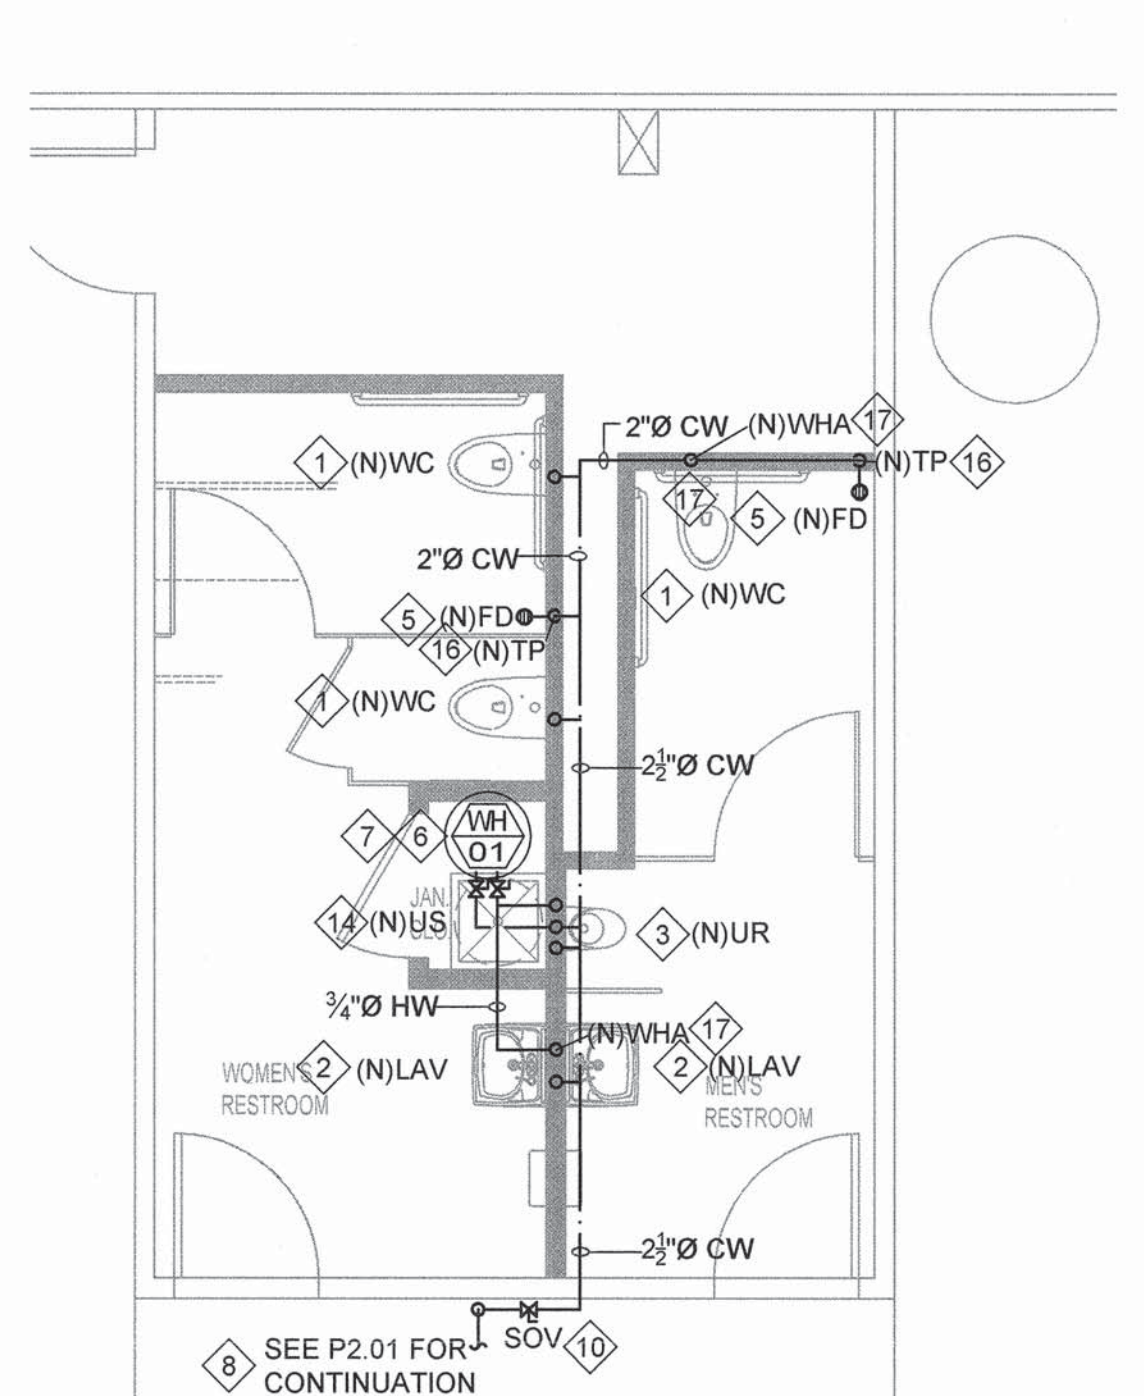 2"Ø CW
(N)WHA 17
1 (N)WC
(N)TP 16
17
5 (N)FD
2"Ø CW
1 (N)WC
5 (N)FD
16 (N)TP
1 (N)WC
2½"Ø CW
7 6 WH
01
JAN.
CLO.
14 (N)US
3 (N)UR
¾"Ø HW
(N)WHA 17
2 (N)LAV
2 (N)LAV
WOMEN'S
RESTROOM
MEN'S
RESTROOM
2½"Ø CW
SOV 10
8 SEE P2.01 FOR
CONTINUATION